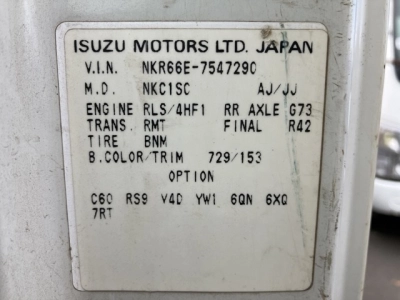 ISUZU MOTORS LTD. JAPAN
V.I.N. NKR66E-7547290
M.D. NKC1SC AJ/JJ
ENGINE RLS/4HF1 RR AXLE G73
TRANS. RMT FINAL R42
TIRE BNM
B.COLOR/TRIM 729/153
OPTION
C60 RS9 V4D YW1 6QN 6XQ
7RT